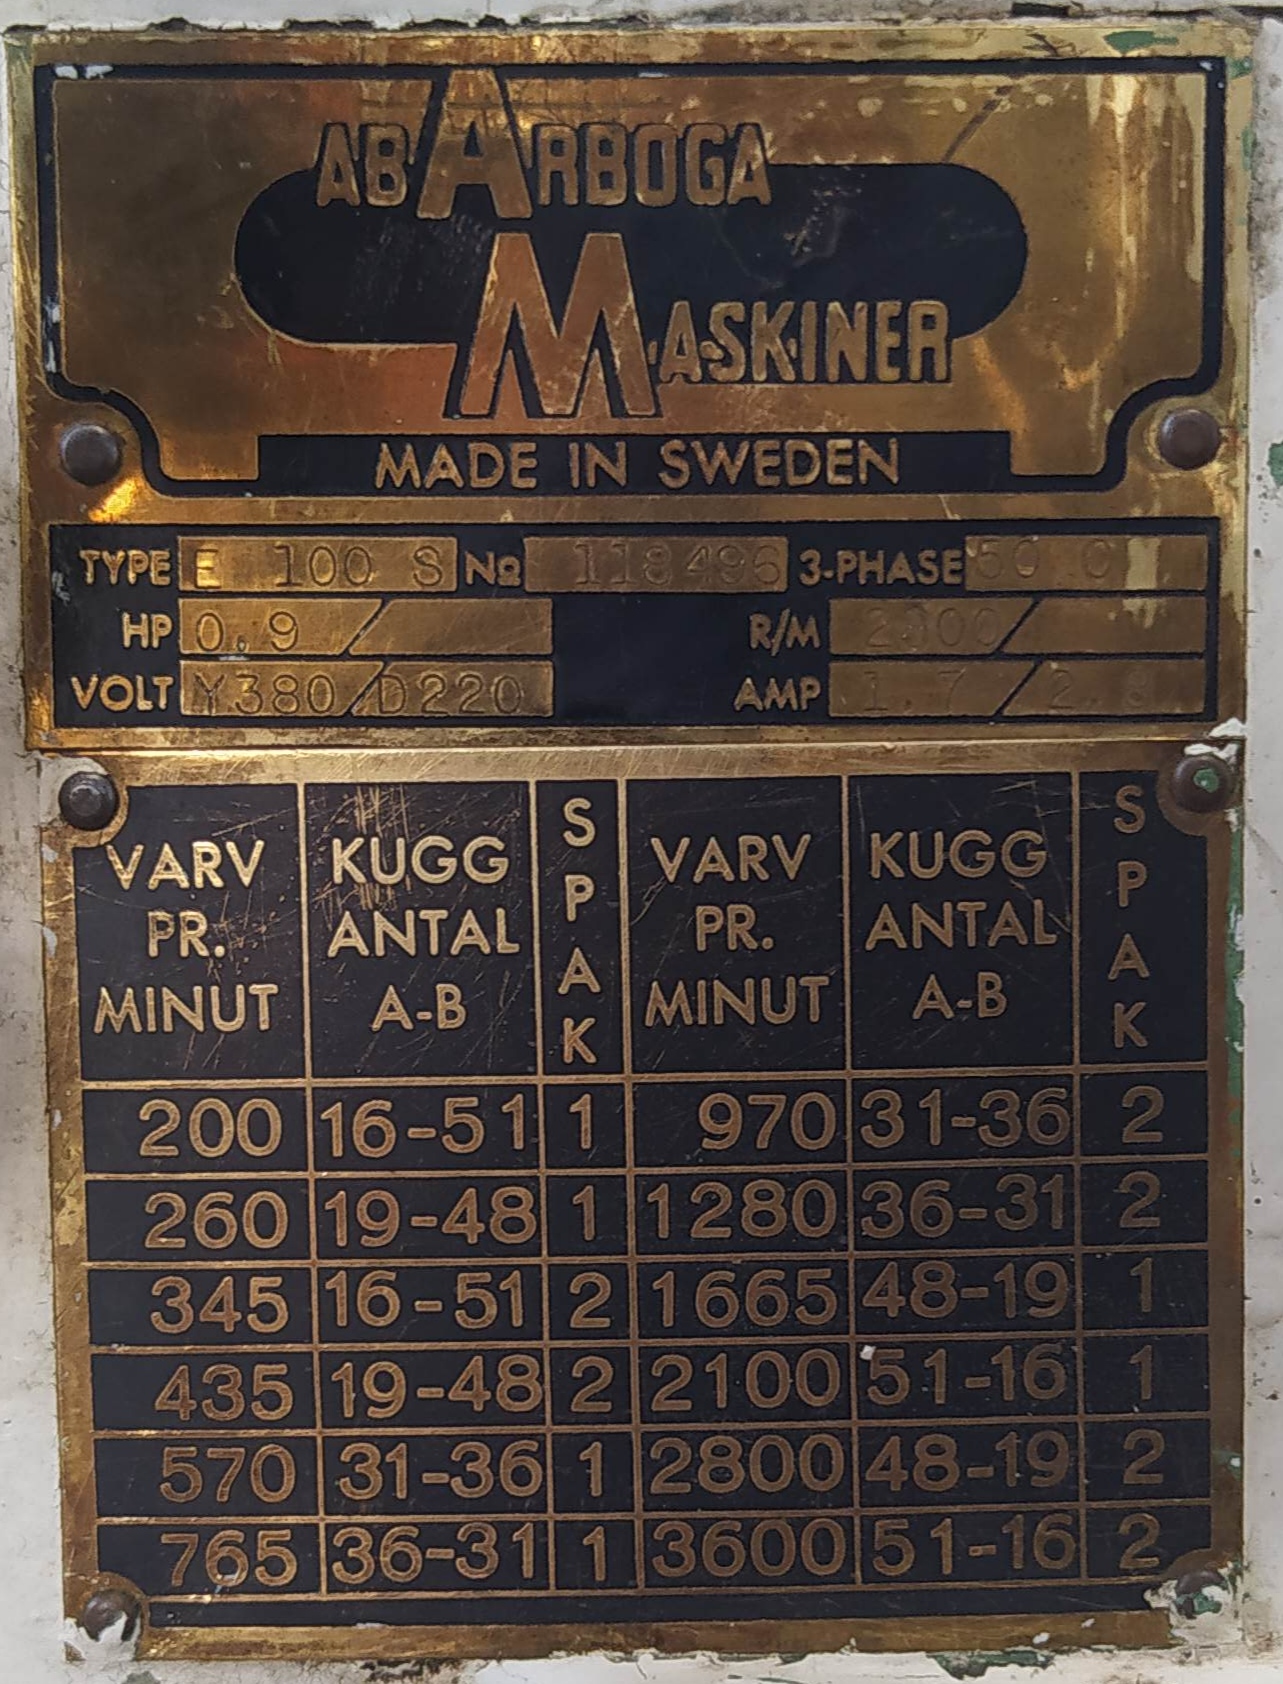 AB ARBOGA
MASKINER
MADE IN SWEDEN
TYPE E 100 S No 118496 3-PHASE 50
HP 0.9 / R/M /
VOLT Y380/D220 AMP 1.7 /
VARV PR. MINUT KUGG ANTAL A-B SPAK VARV PR. MINUT KUGG ANTAL A-B SPAK
200 16-51 1 970 31-36 2
260 19-48 1 1280 36-31 2
345 16-51 2 1665 48-19 1
435 19-48 2 2100 51-16 1
570 31-36 1 2800 48-19 2
765 36-31 1 3600 51-16 2